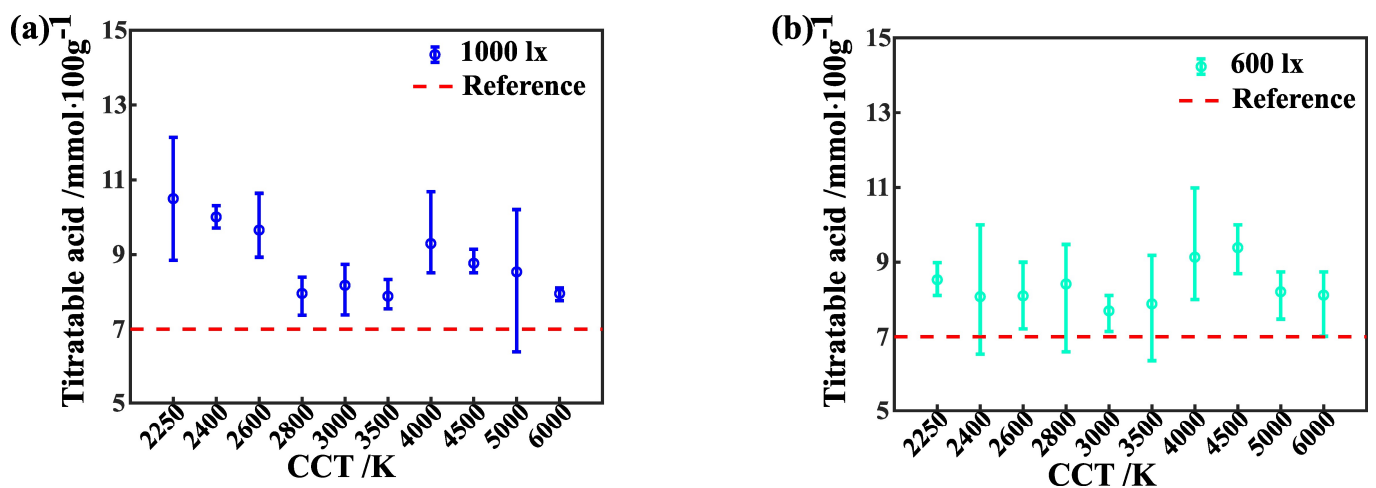 (a)
Titratable acid /mmol·100g⁻¹
15
13
11
9
7
5
1000 lx
Reference
2250 2400 2600 2800 3000 3500 4000 4500 5000 6000
CCT /K
(b)
Titratable acid /mmol·100g⁻¹
15
13
11
9
7
5
600 lx
Reference
2250 2400 2600 2800 3000 3500 4000 4500 5000 6000
CCT /K